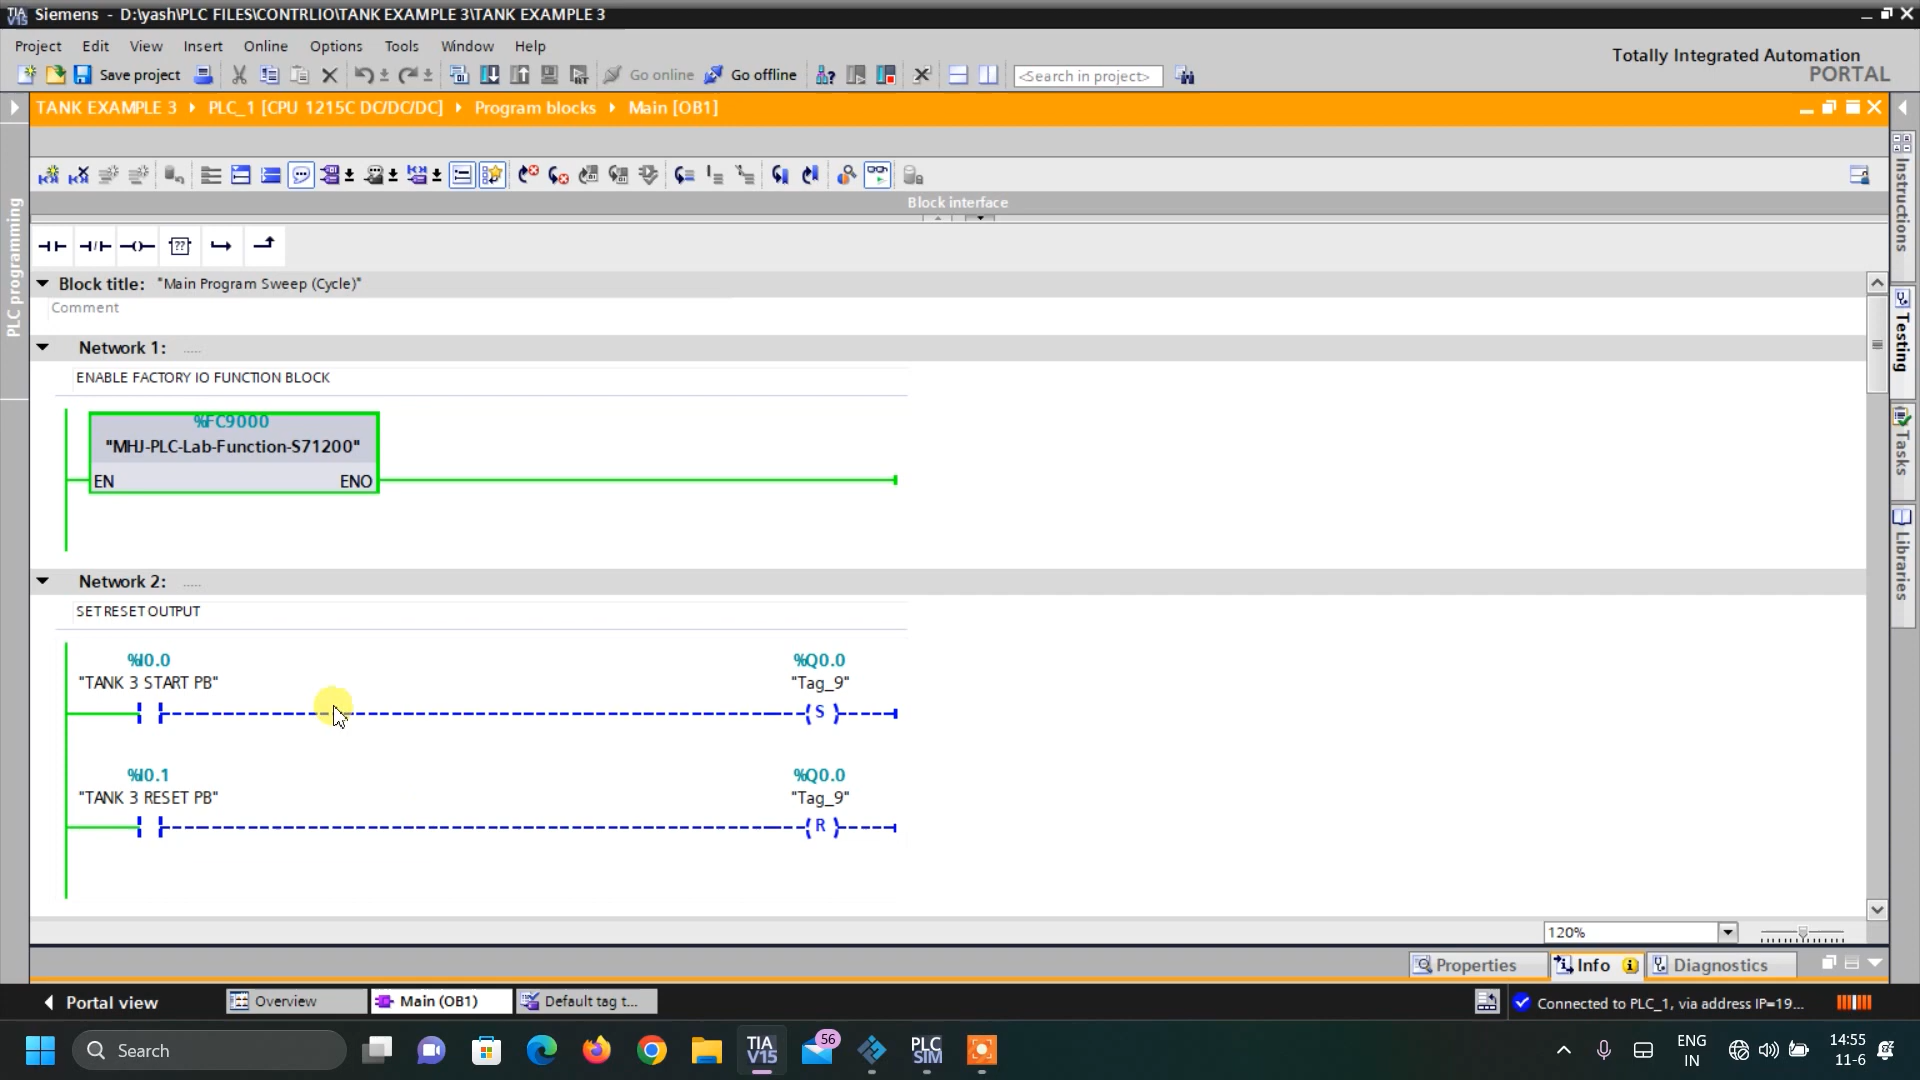 TIA V15 Siemens - D:\yash\PLC FILES\CONTRLIO\TANK EXAMPLE 3\TANK EXAMPLE 3
Project Edit View Insert Online Options Tools Window Help
Totally Integrated Automation
PORTAL
Save project Go online Go offline <Search in project>
TANK EXAMPLE 3 PLC_1 [CPU 1215C DC/DC/DC] Program blocks Main [OB1]
Block interface
??
Block title: "Main Program Sweep (Cycle)"
Comment
Network 1: .....
ENABLE FACTORY IO FUNCTION BLOCK
%FC9000
"MHJ-PLC-Lab-Function-S71200"
EN ENO
Network 2: .....
SET RESET OUTPUT
%I0.0 %Q0.0
"TANK 3 START PB" "Tag_9"
S
%I0.1 %Q0.0
"TANK 3 RESET PB" "Tag_9"
R
120%
PLC programming
Instructions
Testing
Tasks
Libraries
Properties Info Diagnostics
Portal view Overview Main (OB1) Default tag t... Connected to PLC_1, via address IP=19...
Search TIA V15 56 PLC SIM ENG IN 14:55 11-6